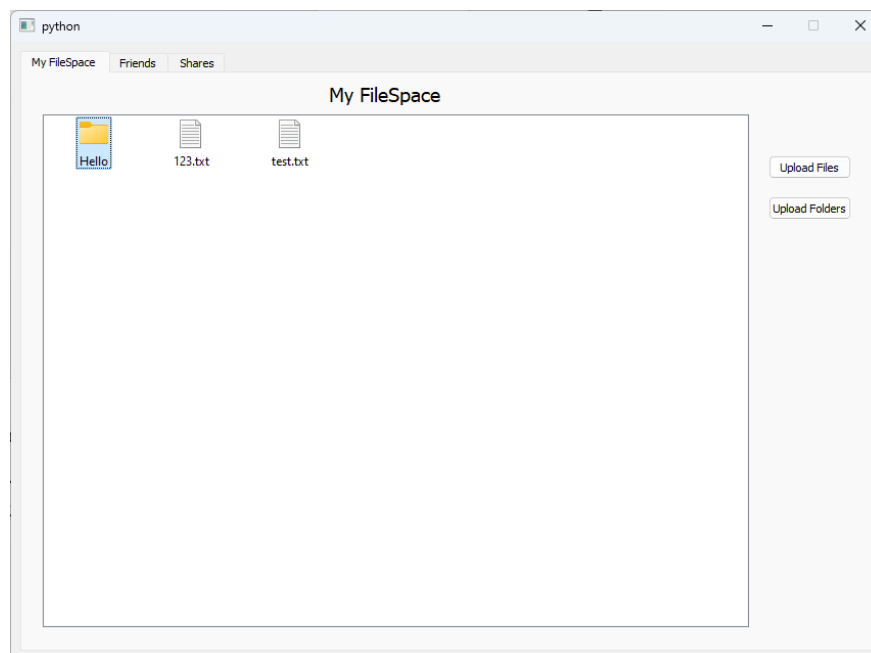 python
My FileSpace Friends Shares
My FileSpace
Hello 123.txt test.txt
Upload Files
Upload Folders